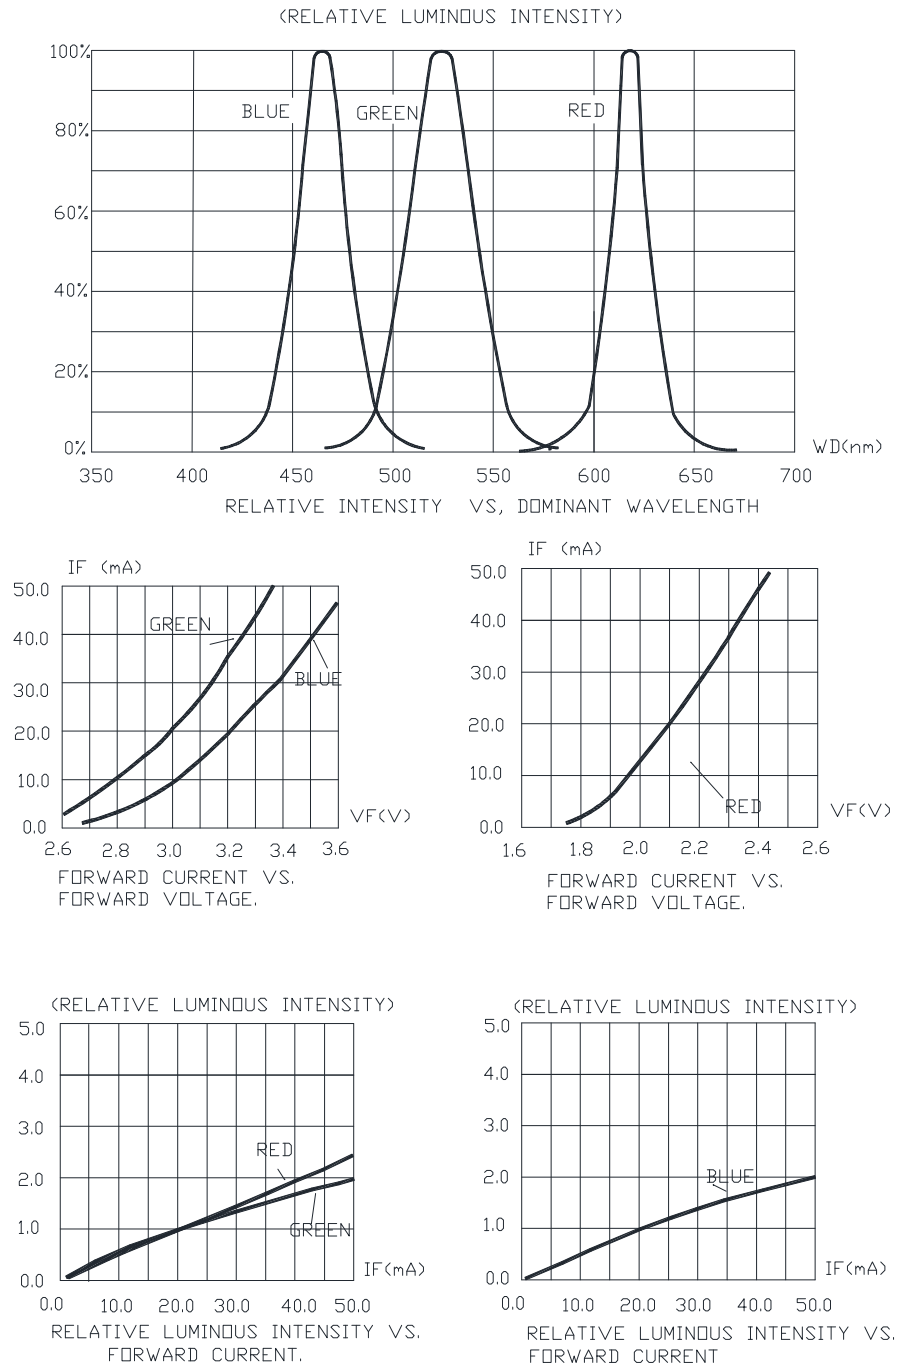 (RELATIVE LUMINOUS INTENSITY)
100%
BLUE
GREEN
RED
80%
60%
40%
20%
0%
WD(nm)
350 400 450 500 550 600 650 700
RELATIVE INTENSITY VS, DOMINANT WAVELENGTH
IF (mA)
50.0
GREEN
40.0
BLUE
30.0
20.0
10.0
VF(V)
0.0
2.6 2.8 3.0 3.2 3.4 3.6
FORWARD CURRENT VS.
FORWARD VOLTAGE.
IF (mA)
50.0
40.0
30.0
20.0
10.0
RED
VF(V)
0.0
1.6 1.8 2.0 2.2 2.4 2.6
FORWARD CURRENT VS.
FORWARD VOLTAGE.
(RELATIVE LUMINOUS INTENSITY)
5.0
4.0
3.0
RED
2.0
1.0
GREEN
IF(mA)
0.0
0.0 10.0 20.0 30.0 40.0 50.0
RELATIVE LUMINOUS INTENSITY VS.
FORWARD CURRENT.
(RELATIVE LUMINOUS INTENSITY)
5.0
4.0
3.0
2.0
BLUE
1.0
IF(mA)
0.0
0.0 10.0 20.0 30.0 40.0 50.0
RELATIVE LUMINOUS INTENSITY VS.
FORWARD CURRENT